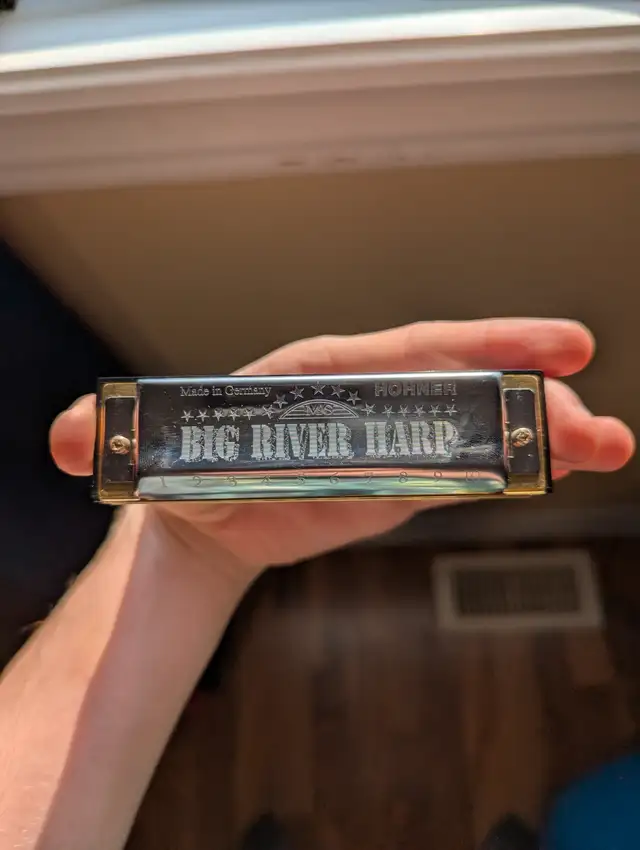 Made in Germany HOHNER
MS
BIG RIVER HARP
1 2 3 4 5 6 7 8 9 10